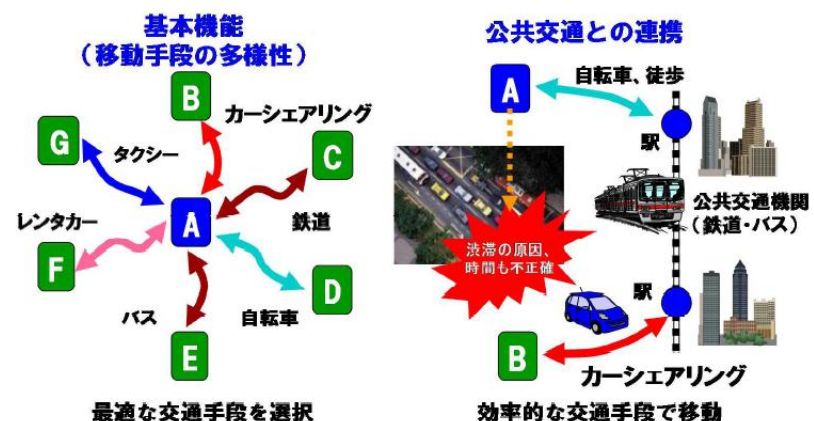 基本機能
（移動手段の多様性）
B
カーシェアリング
G
タクシー
C
A
レンタカー
鉄道
F
D
バス
自転車
E
最適な交通手段を選択
公共交通との連携
A
自転車、徒歩
駅
公共交通機関
（鉄道・バス）
渋滞の原因、
時間も不正確
駅
B
カーシェアリング
効率的な交通手段で移動